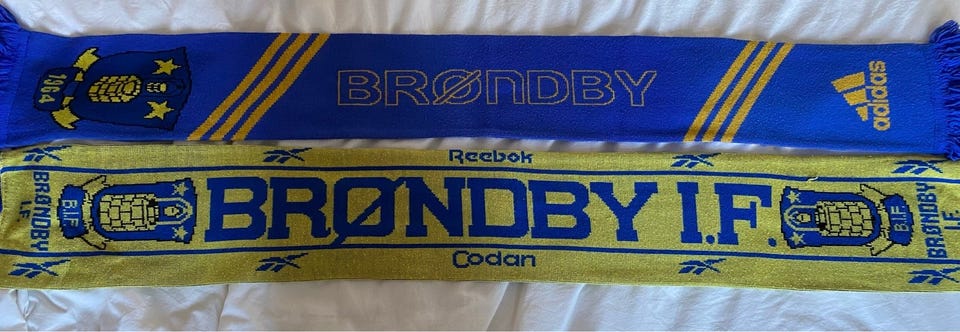 1964
BRØNDBY
adidas
Reebok
BRØNDBY
I.F
B.I.F
BRØNDBY I.F.
B.I.F
BRØNDBY
I.F
Codan